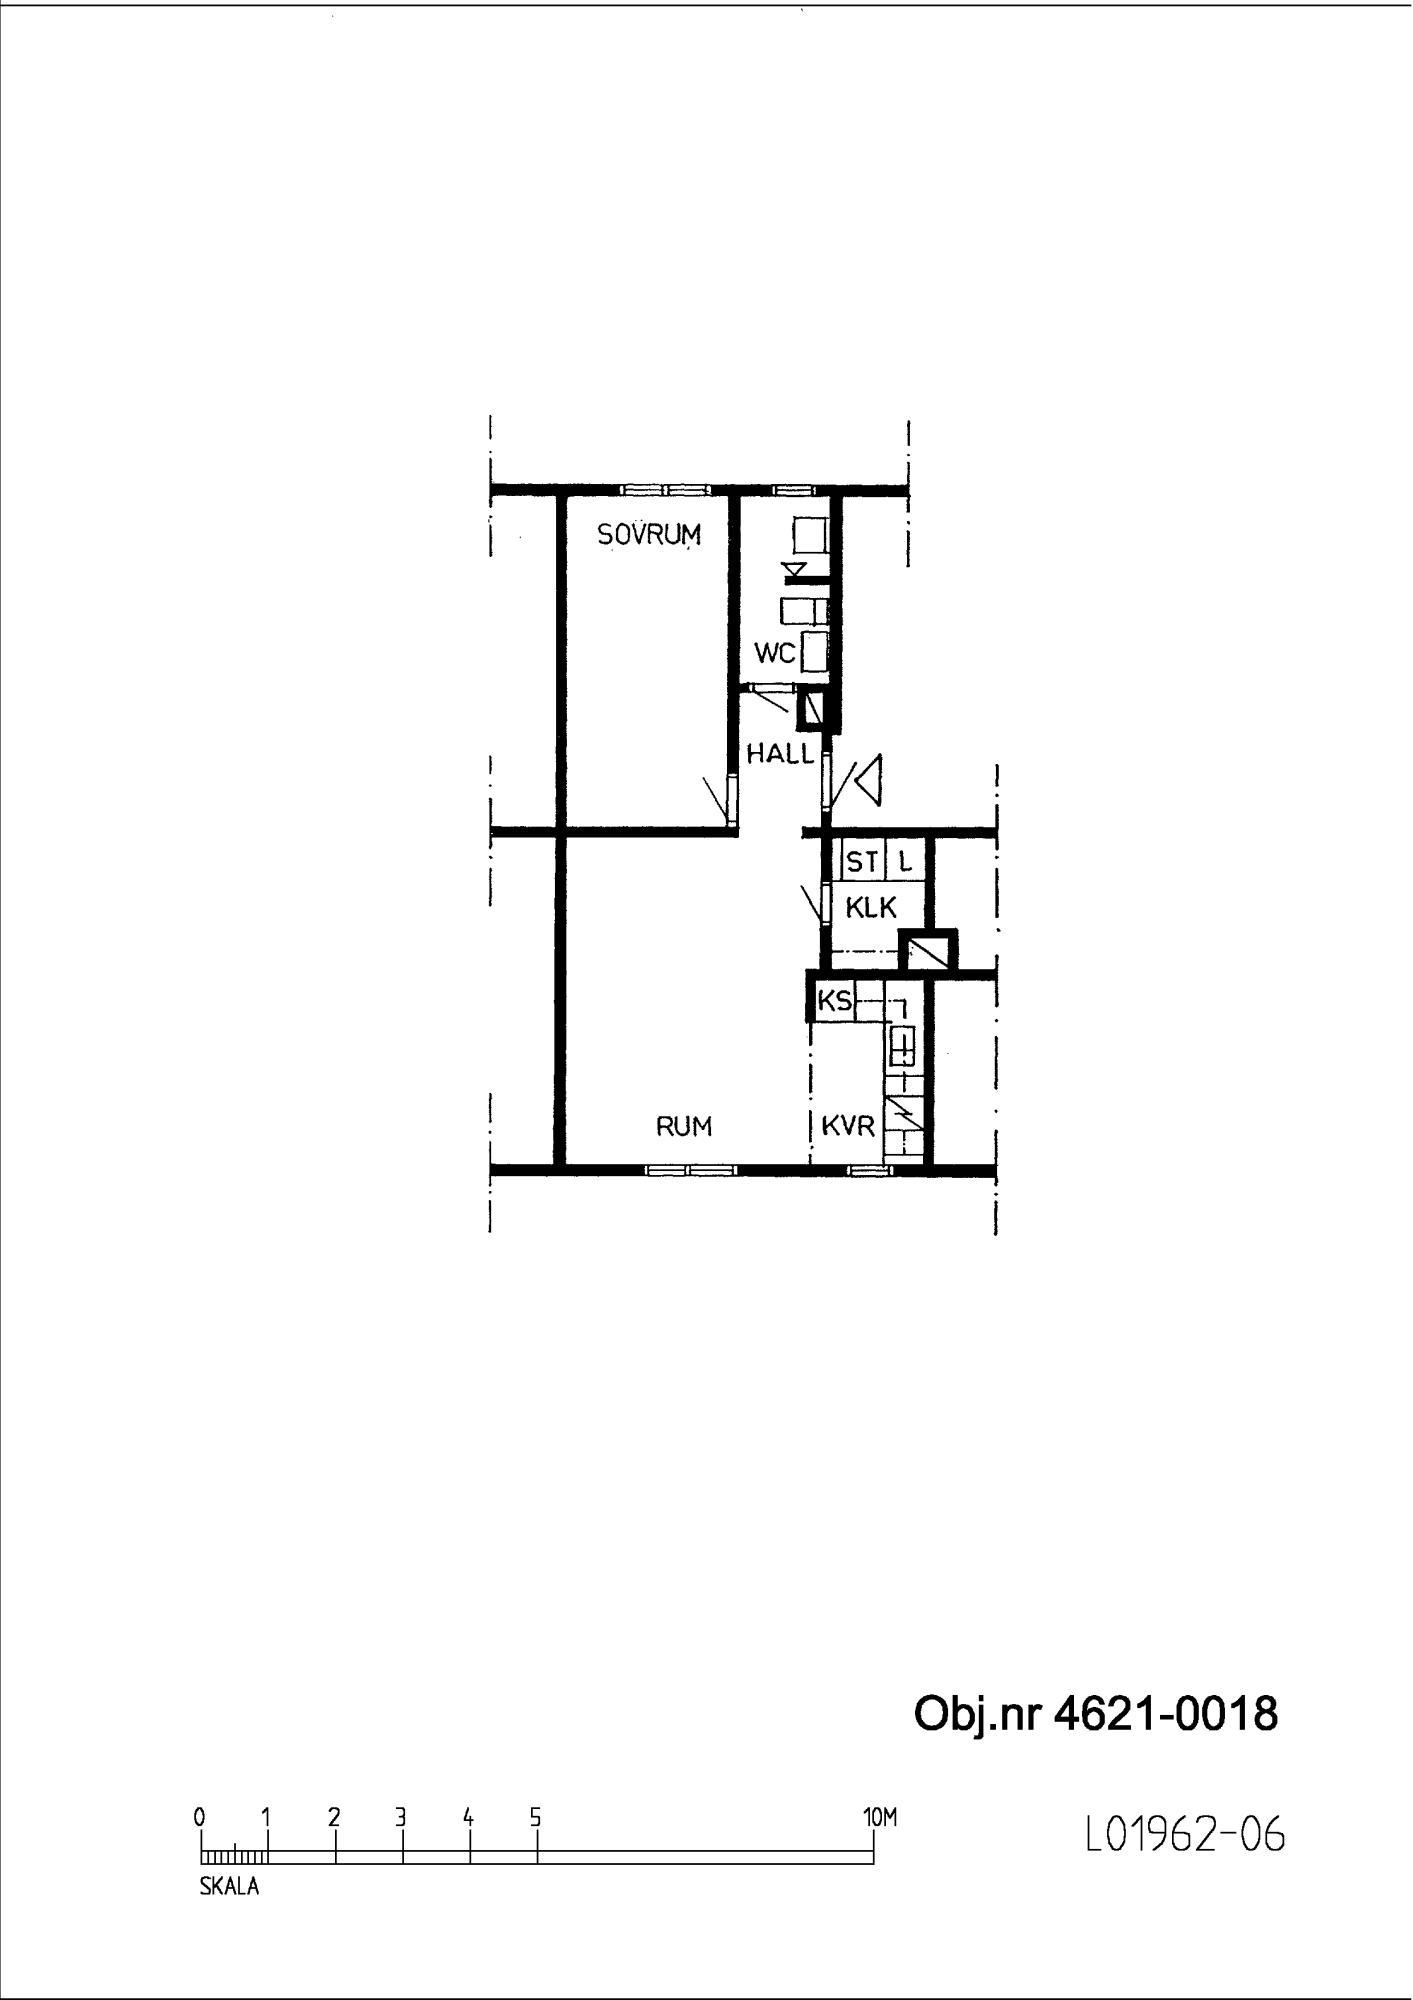 SOVRUM
WC
HALL
ST L
KLK
KS
RUM
KVR
Obj.nr 4621-0018
0 1 2 3 4 5 10M
SKALA
L01962-06